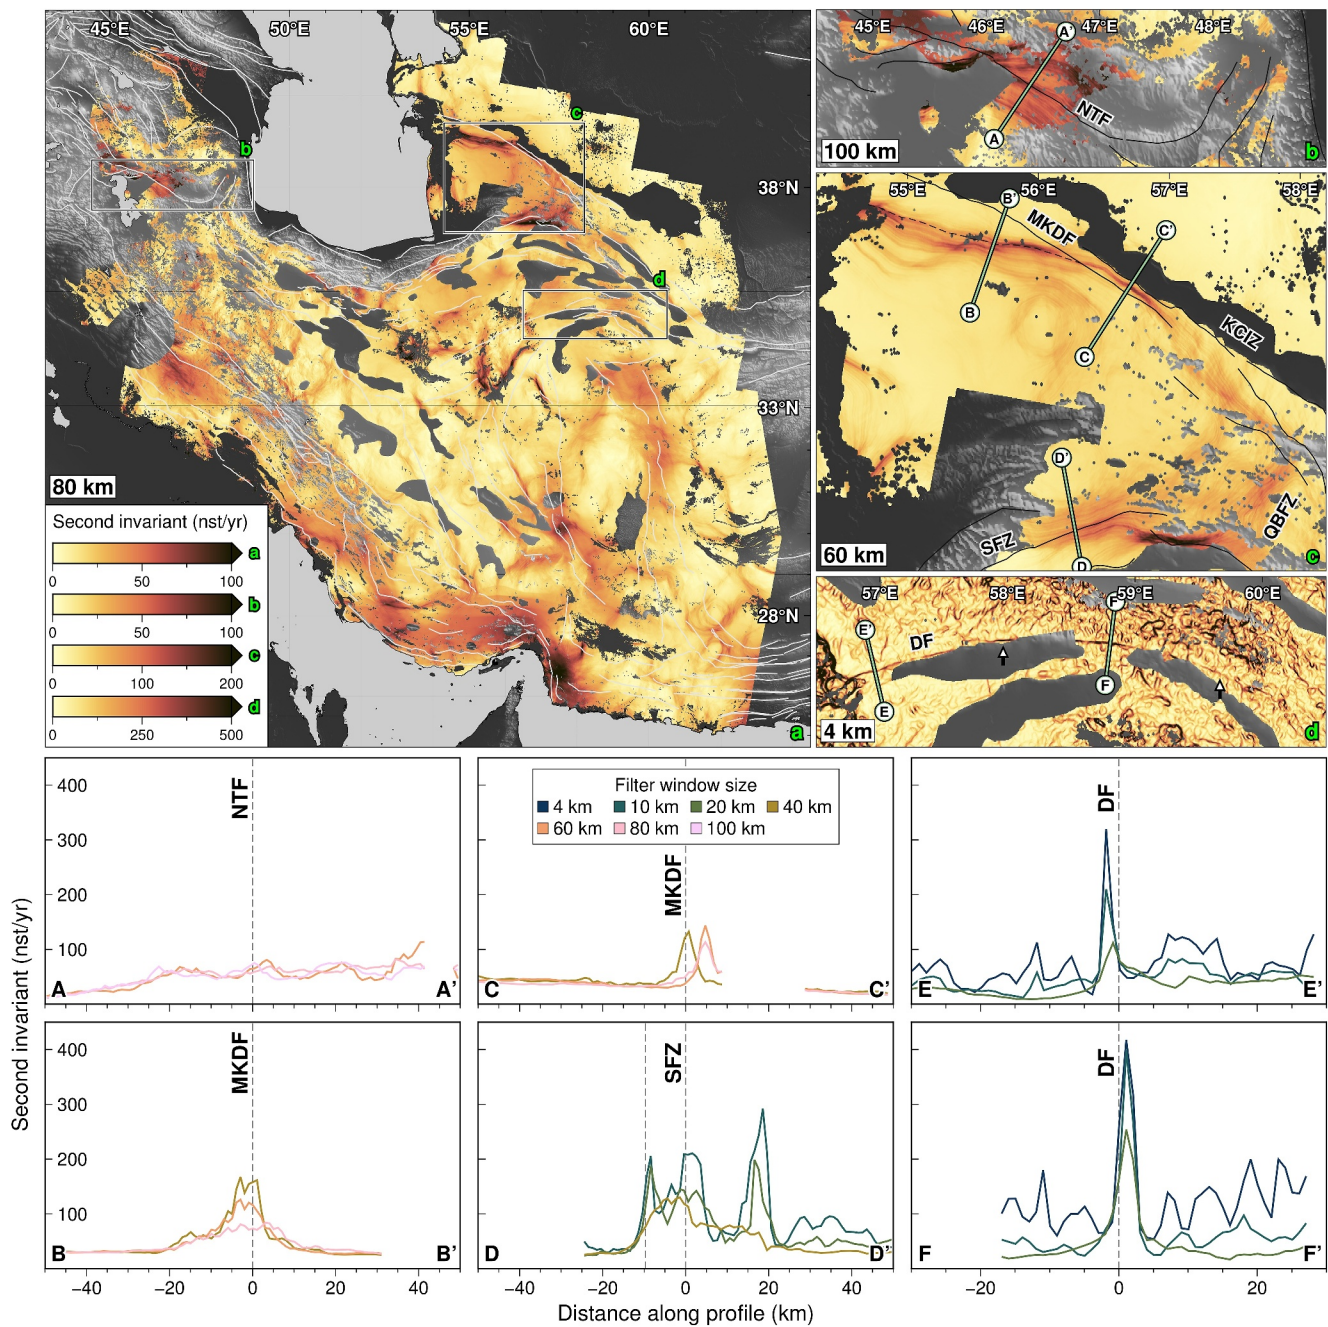 45°E 50°E 55°E 60°E
c
b
38°N
d
33°N
28°N
80 km
Second invariant (nst/yr)
0 50 100 a
0 50 100 b
0 100 200 c
0 250 500 d
a
45°E 46°E 47°E 48°E
A'
NTF
A
100 km
b
55°E 56°E 57°E 58°E
B'
MKDF
C'
B
KCIZ
C
D'
QBFZ
SFZ
D
60 km
c
57°E 58°E 59°E 60°E
F'
E'
DF
F
E
4 km
d
Second invariant (nst/yr)
400
300
200
100
NTF
A A’
Filter window size
4 km 10 km 20 km 40 km
60 km 80 km 100 km
MKDF
C C’
DF
E E’
400
300
200
100
MKDF
B B’
SFZ
D D’
DF
F F’
−40 −20 0 20 40
−40 −20 0 20 40
−20 0 20
Distance along profile (km)